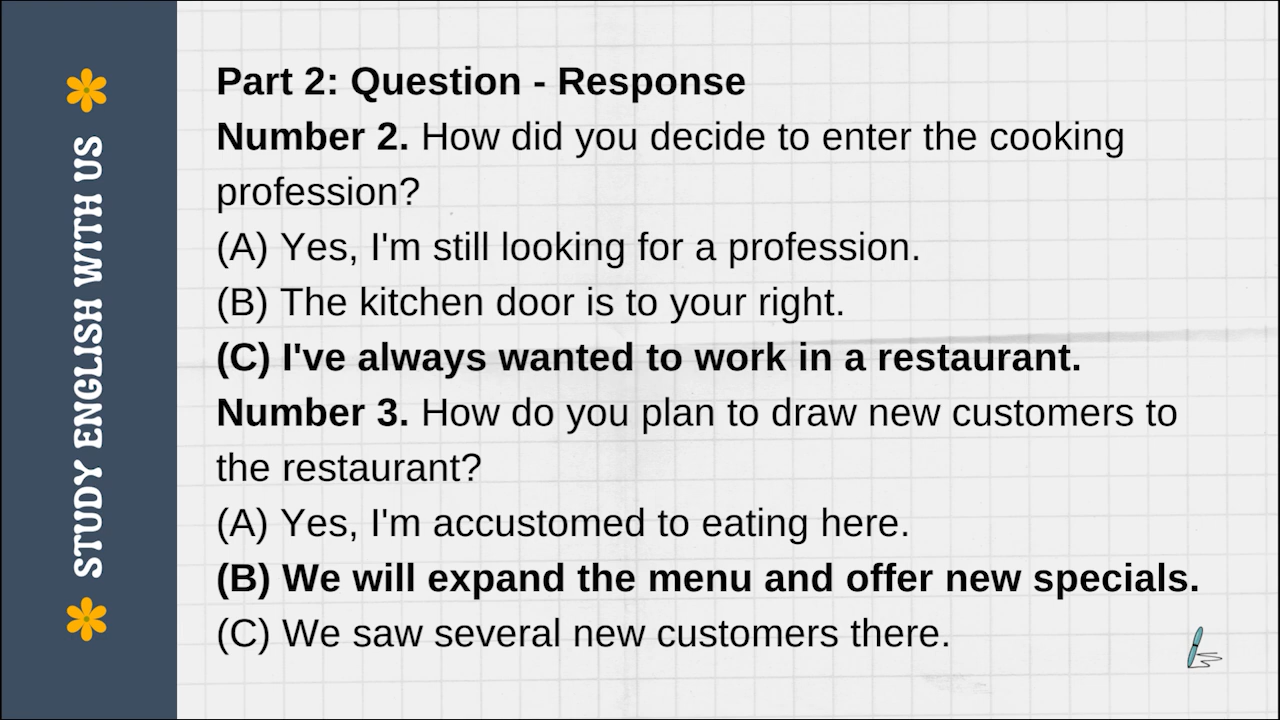 STUDY ENGLISH WITH US
Part 2: Question - Response
Number 2. How did you decide to enter the cooking
profession?
(A) Yes, I'm still looking for a profession.
(B) The kitchen door is to your right.
(C) I've always wanted to work in a restaurant.
Number 3. How do you plan to draw new customers to
the restaurant?
(A) Yes, I'm accustomed to eating here.
(B) We will expand the menu and offer new specials.
(C) We saw several new customers there.